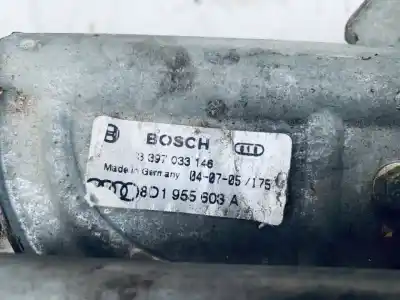 BOSCH
3 397 033 146
Made in Germany 04-07-05 /175
8D1 955 603 A